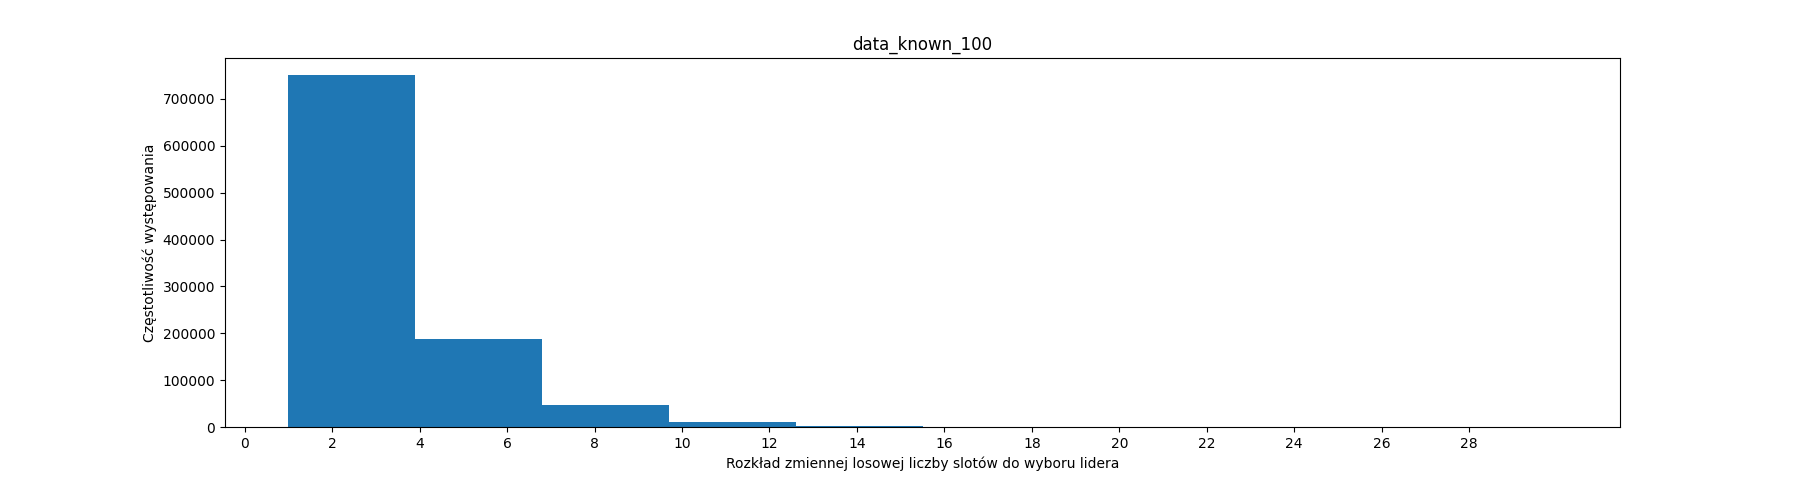 data_known_100
Częstotliwość występowania
700000
600000
500000
400000
300000
200000
100000
0
0 2 4 6 8 10 12 14 16 18 20 22 24 26 28
Rozkład zmiennej losowej liczby slotów do wyboru lidera